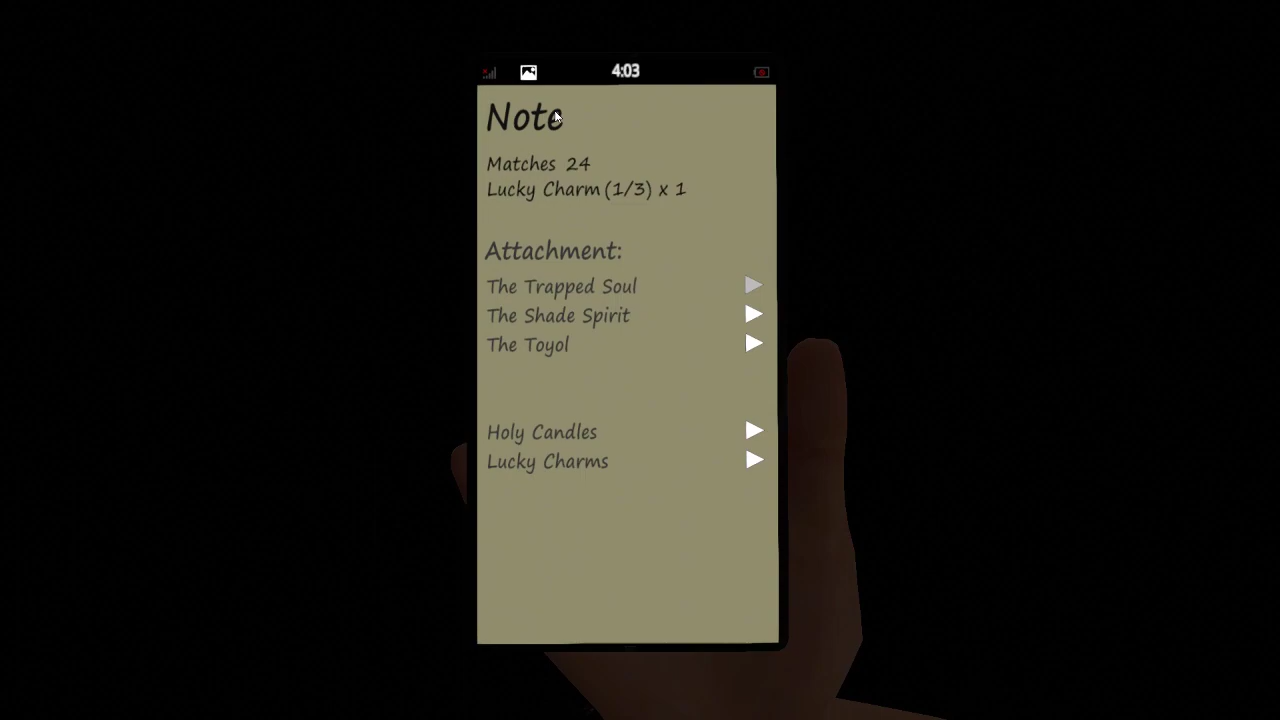 4:03
Note
Matches 24
Lucky Charm (1/3) x 1
Attachment:
The Trapped Soul
The Shade Spirit
The Toyol
Holy Candles
Lucky Charms